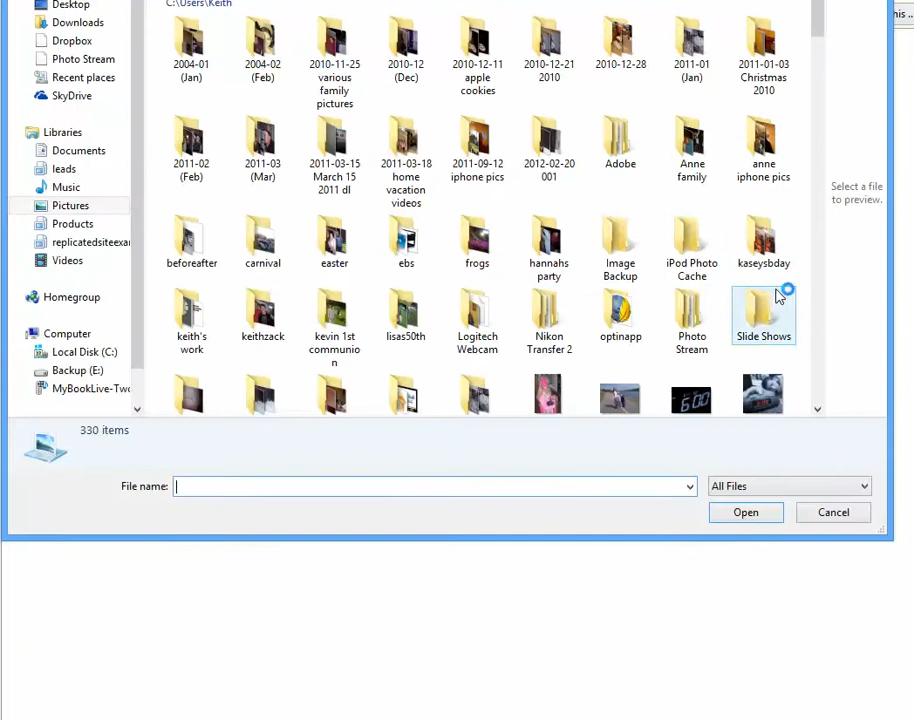 Desktop
Downloads
Dropbox
Photo Stream
Recent places
SkyDrive
Libraries
Documents
leads
Music
Pictures
Products
replicatedsiteexar
Videos
Homegroup
Computer
Local Disk (C:)
Backup (E:)
MyBookLive-Two
C:\Users\Keith
his ..
2004-01
(Jan)
2004-02
(Feb)
2010-11-25
various
family
pictures
2010-12
(Dec)
2010-12-11
apple
cookies
2010-12-21
2010
2010-12-28
2011-01
(Jan)
2011-01-03
Christmas
2010
2011-02
(Feb)
2011-03
(Mar)
2011-03-15
March 15
2011 dl
2011-03-18
home
vacation
videos
2011-09-12
iphone pics
2012-02-20
001
Adobe
Anne
family
anne
iphone pics
Select a file
to preview.
beforeafter
carnival
easter
ebs
frogs
hannahs
party
Image
Backup
iPod Photo
Cache
kaseysbday
keith's
work
keithzack
kevin 1st
communio
n
lisas50th
Logitech
Webcam
Nikon
Transfer 2
optinapp
Photo
Stream
Slide Shows
6:00
330 items
File name:
All Files
Open
Cancel